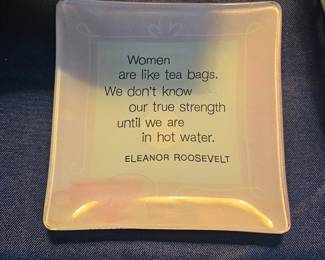 Women
are like tea bags.
We don't know
our true strength
until we are
in hot water.
ELEANOR ROOSEVELT